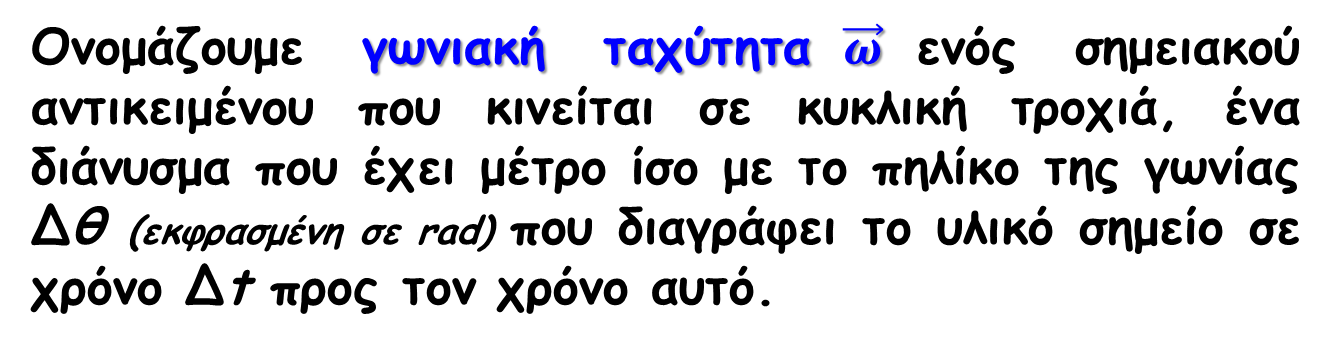 Ονομάζουμε γωνιακή ταχύτητα $\vec{\omega}$ ενός σημειακού
αντικειμένου που κινείται σε κυκλική τροχιά, ένα
διάνυσμα που έχει μέτρο ίσο με το πηλίκο της γωνίας
Δθ (εκφρασμένη σε rad) που διαγράφει το υλικό σημείο σε
χρόνο Δt προς τον χρόνο αυτό.